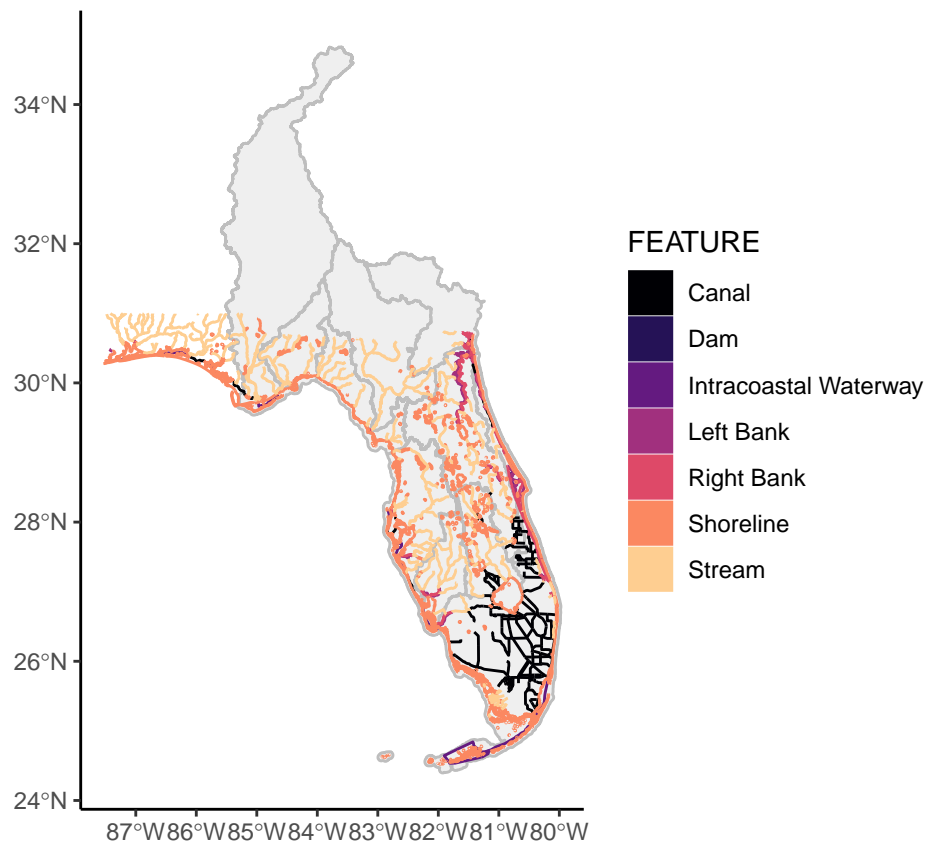 34°N
32°N
30°N
28°N
26°N
24°N
87°W86°W85°W84°W83°W82°W81°W80°W
FEATURE
Canal
Dam
Intracoastal Waterway
Left Bank
Right Bank
Shoreline
Stream